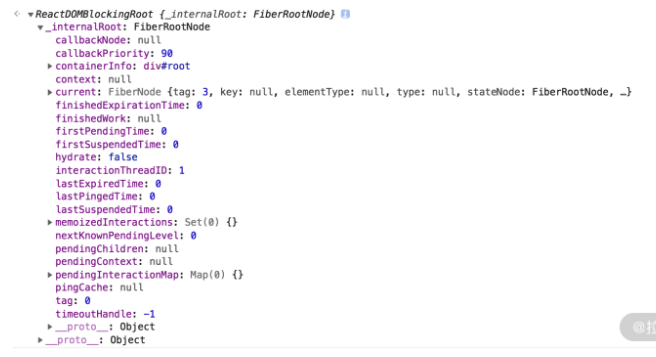 ReactDOMBlockingRoot {_internalRoot: FiberRootNode} i
_internalRoot: FiberRootNode
callbackNode: null
callbackPriority: 90
containerInfo: div#root
context: null
current: FiberNode {tag: 3, key: null, elementType: null, type: null, stateNode: FiberRootNode, …}
finishedExpirationTime: 0
finishedWork: null
firstPendingTime: 0
firstSuspendedTime: 0
hydrate: false
interactionThreadID: 1
lastExpiredTime: 0
lastPingedTime: 0
lastSuspendedTime: 0
memoizedInteractions: Set(0) {}
nextKnownPendingLevel: 0
pendingChildren: null
pendingContext: null
pendingInteractionMap: Map(0) {}
pingCache: null
tag: 0
timeoutHandle: -1
__proto__: Object
__proto__: Object
@拉